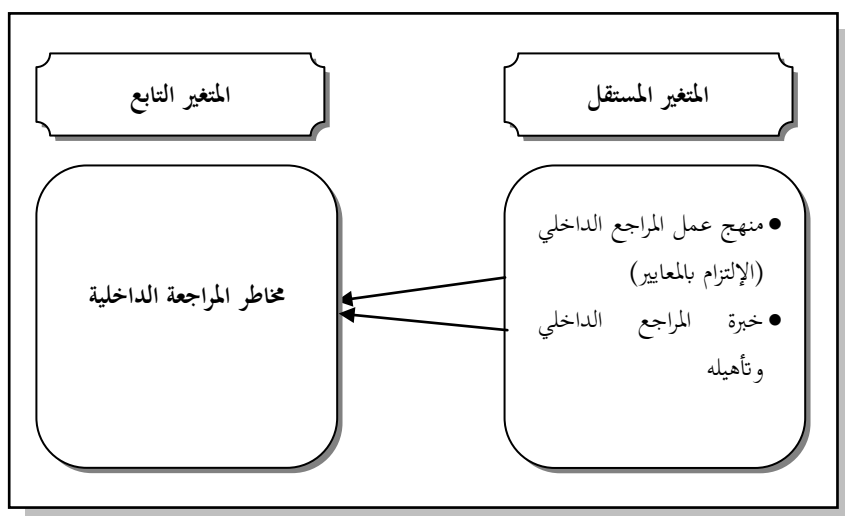 المتغير المستقل
المتغير التابع
● منهج عمل المراجع الداخلي
(الإلتزام بالمعايير)
● خبرة المراجع الداخلي
وتأهيله
مخاطر المراجعة الداخلية